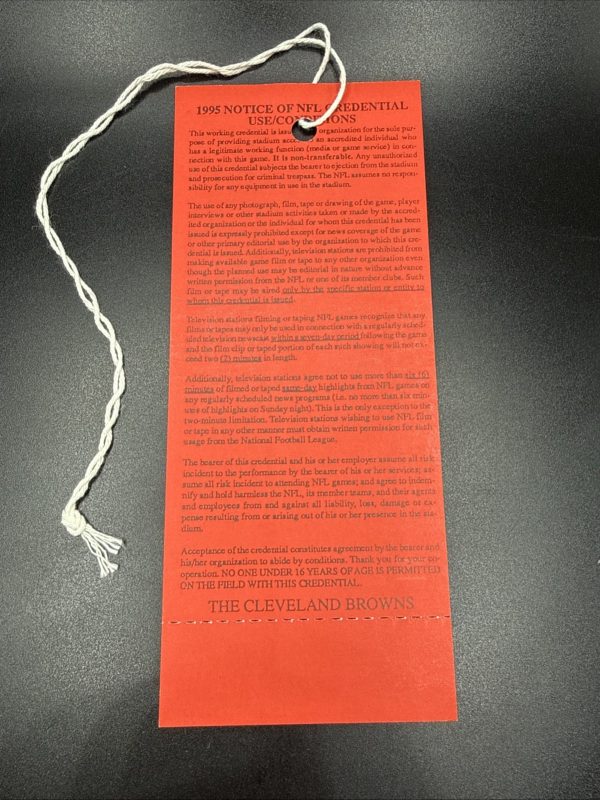 1995 NOTICE OF NFL CREDENTIAL
USE/CONDITIONS
This working credential is issued organization for the sole pur-
pose of providing stadium access an accredited individual who
has a legitimate working function (media or game service) in con-
nection with this game. It is non-transferable. Any unauthorized
use of this credential subjects the bearer to ejection from the stadium
and prosecution for criminal trespass. The NFL assumes no respon-
sibility for any equipment in use in the stadium.
The use of any photograph, film, tape or drawing of the game, player
interviews or other stadium activities taken or made by the accred-
ited organization or the individual for whom this credential has been
issued is expressly prohibited except for news coverage of the game
or other primary editorial use by the organization to which this cre-
dential is issued. Additionally, television stations are prohibited from
making available game film or tape to any other organization even
though the planned use may be editorial in nature without advance
written permission from the NFL or one of its member clubs. Such
film or tape may be aired only by the specific station or entity to
whom this credential is issued.
Television stations filming or taping NFL games recognize that any
films or tapes may only be used in connection with a regularly sched-
uled television newscast within a seven-day period following the game
and the film clip or taped portion of each such showing will not ex-
ceed two (2) minutes in length.
Additionally, television stations agree not to use more than six (6)
minutes of filmed or taped same-day highlights from NFL games on
any regularly scheduled news programs (i.e. no more than six min-
utes of highlights on Sunday night). This is the only exception to the
two-minute limitation. Television stations wishing to use NFL film
or tape in any other manner must obtain written permission for such
usage from the National Football League.
The bearer of this credential and his or her employer assume all risk
incident to the performance by the bearer of his or her services; as-
sume all risk incident to attending NFL games; and agree to indem-
nify and hold harmless the NFL, its member teams, and their agents
and employees from and against all liability, loss, damage or ex-
pense resulting from or arising out of his or her presence in the sta-
dium.
Acceptance of the credential constitutes agreement by the bearer and
his/her organization to abide by conditions. Thank you for your co-
operation. NO ONE UNDER 16 YEARS OF AGE IS PERMITTED
ON THE FIELD WITH THIS CREDENTIAL.
THE CLEVELAND BROWNS